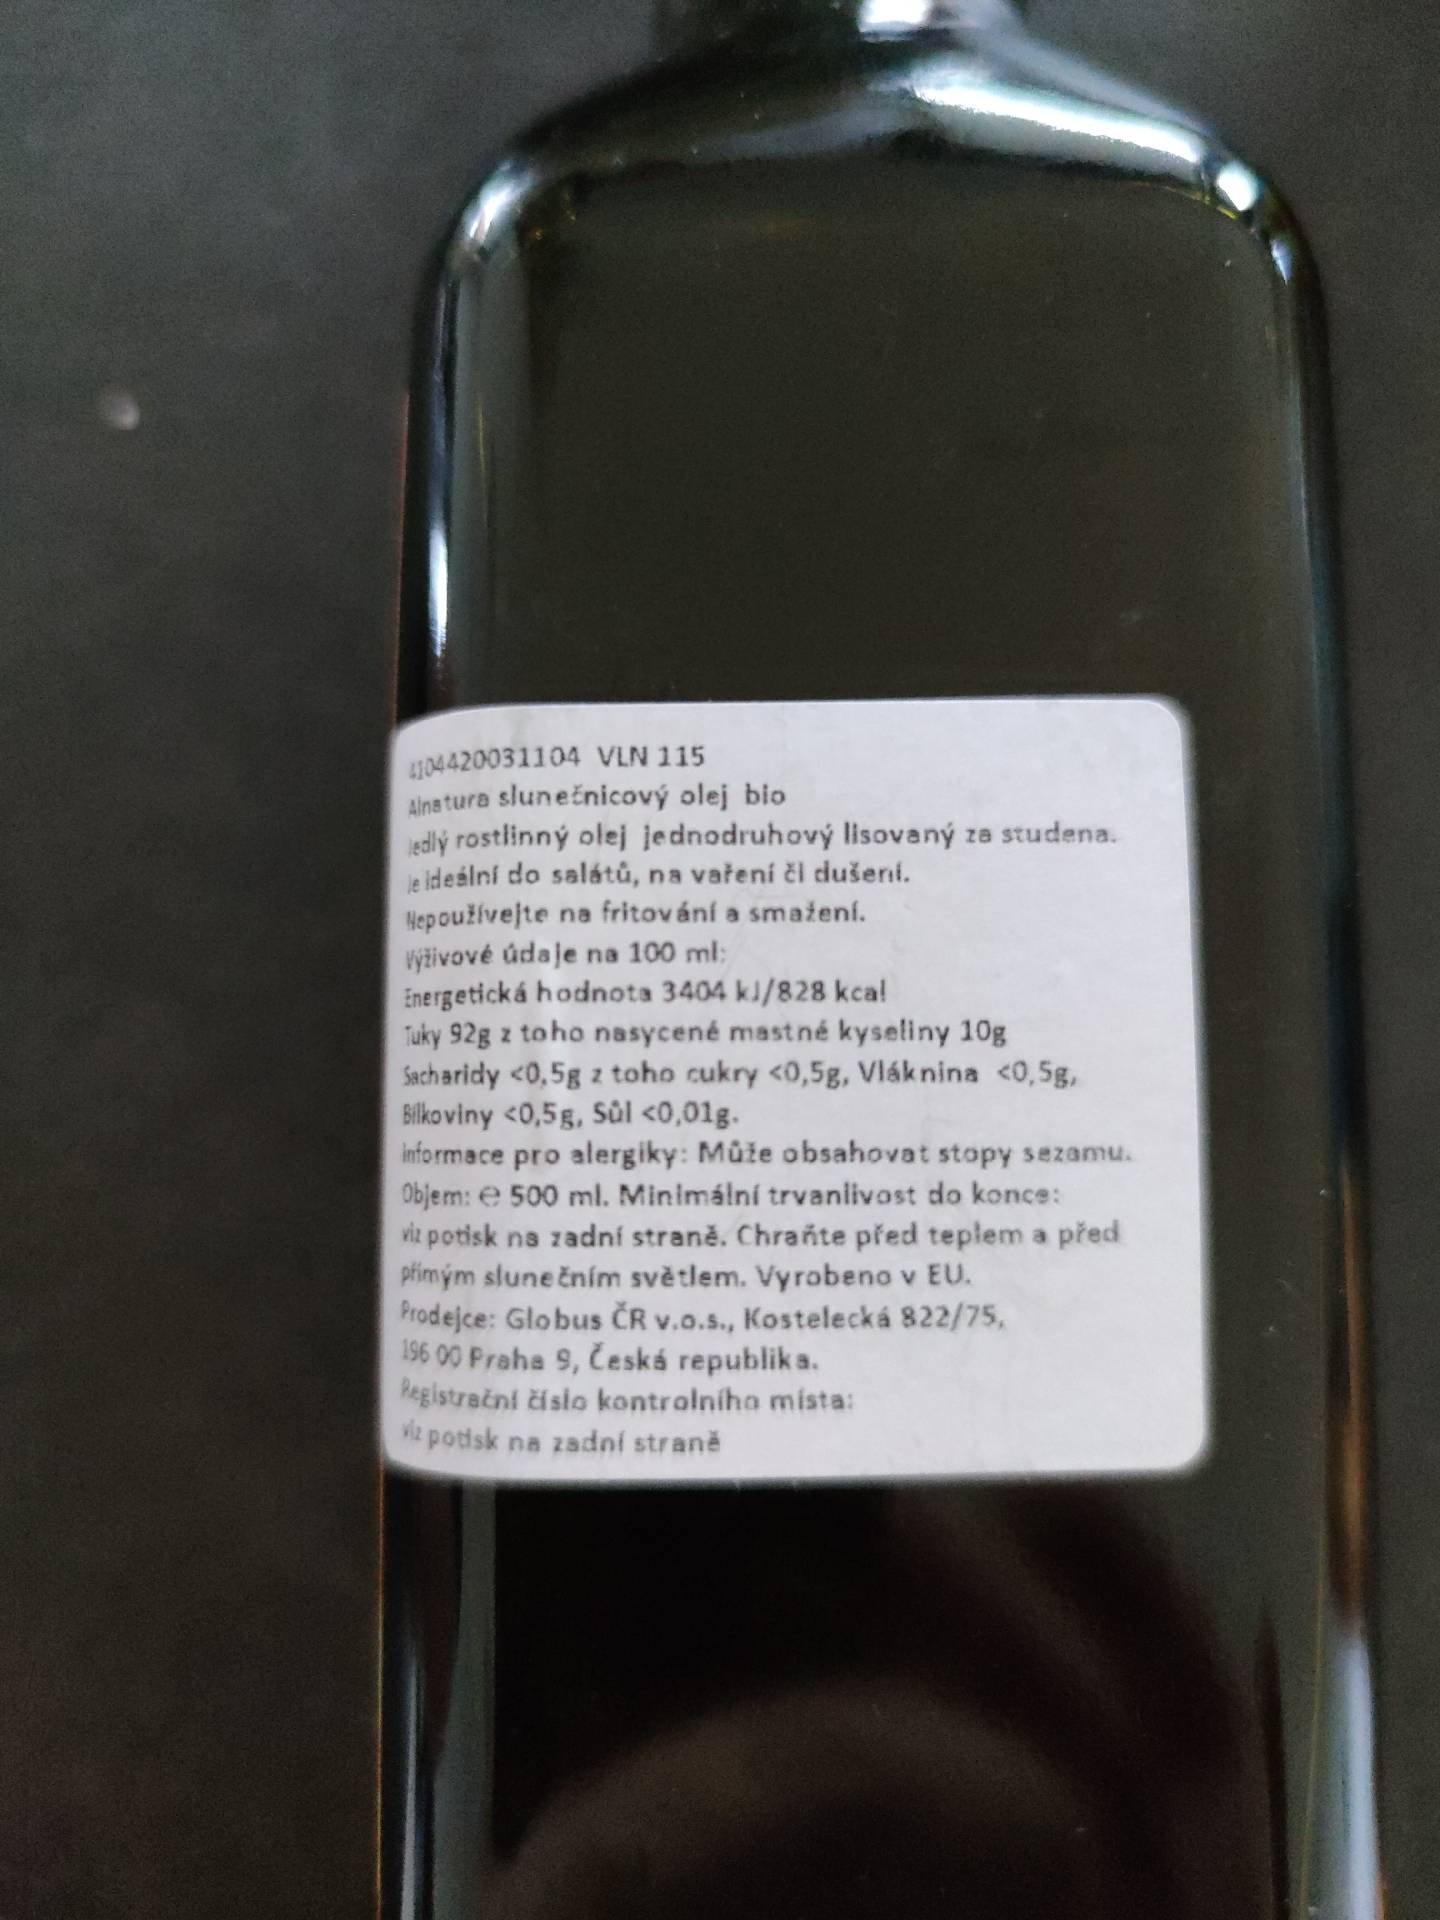 4104420031104 VLN 115
Alnatura slunečnicový olej bio
Jedlý rostlinný olej jednodruhový lisovaný za studena.
Je ideální do salátů, na vaření či dušení.
Nepoužívejte na fritování a smažení.
Výživové údaje na 100 ml:
Energetická hodnota 3404 kJ/828 kcal
Tuky 92g z toho nasycené mastné kyseliny 10g
Sacharidy <0,5g z toho cukry <0,5g, Vláknina <0,5g,
Bílkoviny <0,5g, Sůl <0,01g.
Informace pro alergiky: Může obsahovat stopy sezamu.
Objem: ℮ 500 ml. Minimální trvanlivost do konce:
viz potisk na zadní straně. Chraňte před teplem a před
přímým slunečním světlem. Vyrobeno v EU.
Prodejce: Globus ČR v.o.s., Kostelecká 822/75,
196 00 Praha 9, Česká republika.
Registrační číslo kontrolního místa:
viz potisk na zadní straně